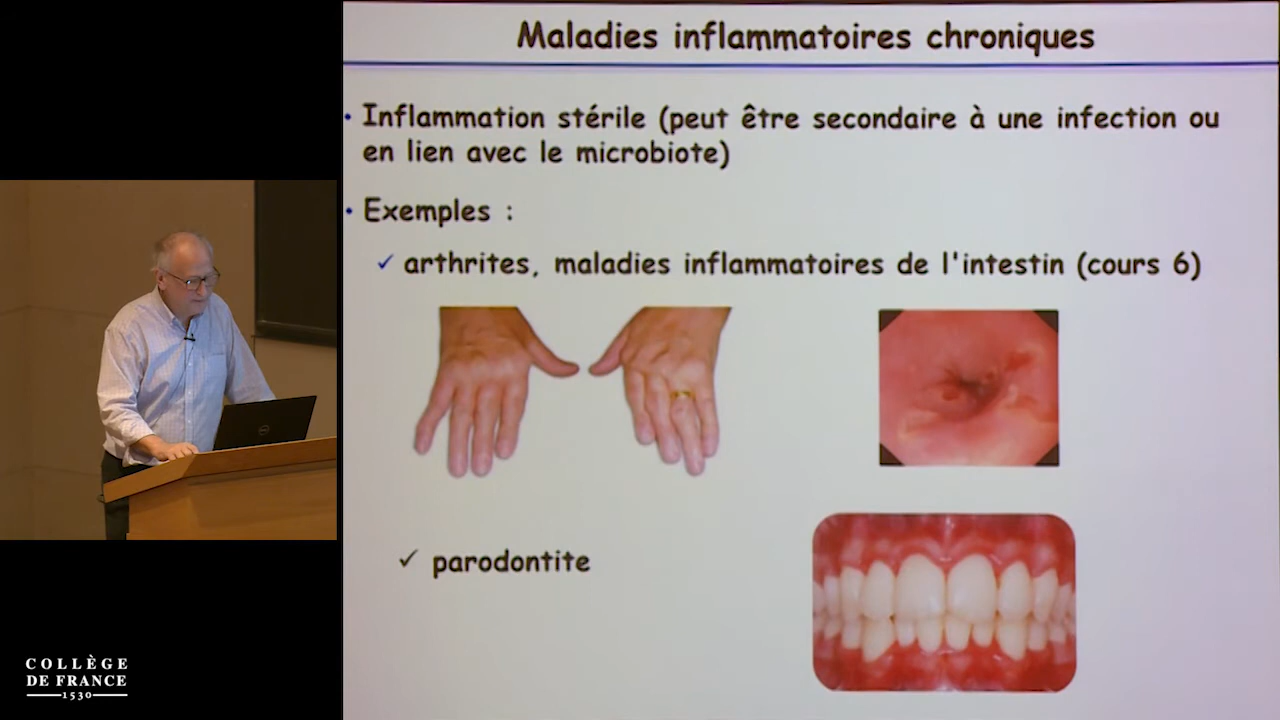 Maladies inflammatoires chroniques
• Inflammation stérile (peut être secondaire à une infection ou
en lien avec le microbiote)
• Exemples :
✓ arthrites, maladies inflammatoires de l'intestin (cours 6)
✓ parodontite
COLLÈGE
DE FRANCE
1530